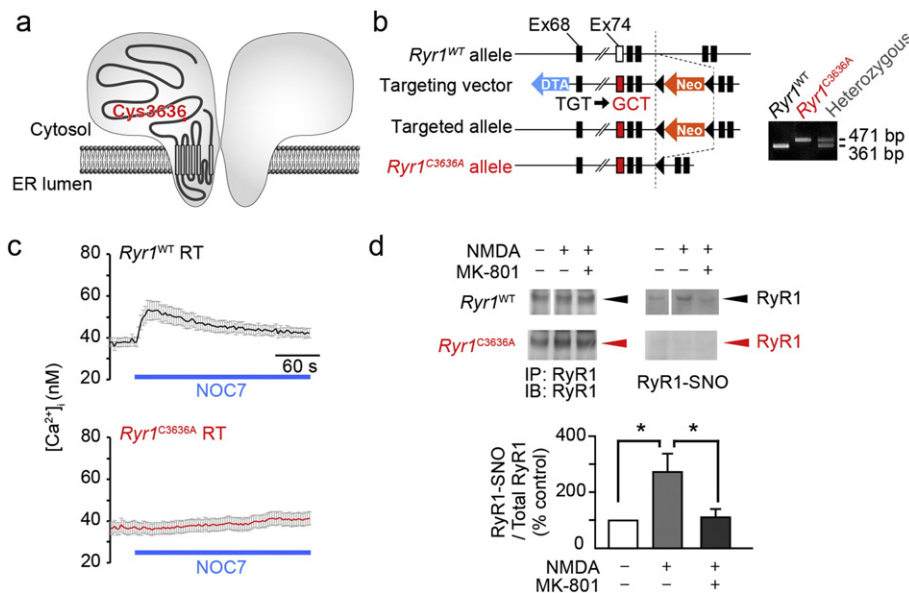 a
Cys3636
Cytosol
ER lumen
b
Ex68 Ex74
Ryr1WT allele
Targeting vector
DTA
Neo
TGT GCT
Targeted allele
Neo
Ryr1C3636A allele
Ryr1WT
Ryr1C3636A
Heterozygous
471 bp
361 bp
c
[Ca2+]i (nM)
Ryr1WT RT
80
60
40
20
60 s
NOC7
Ryr1C3636A RT
80
60
40
20
NOC7
d
NMDA − + + − + +
MK-801 − − + − − +
Ryr1WT RyR1
Ryr1C3636A RyR1
IP: RyR1
IB: RyR1
RyR1-SNO
RyR1-SNO
/ Total RyR1
(% control)
400
200
0
* *
NMDA − + +
MK-801 − − +